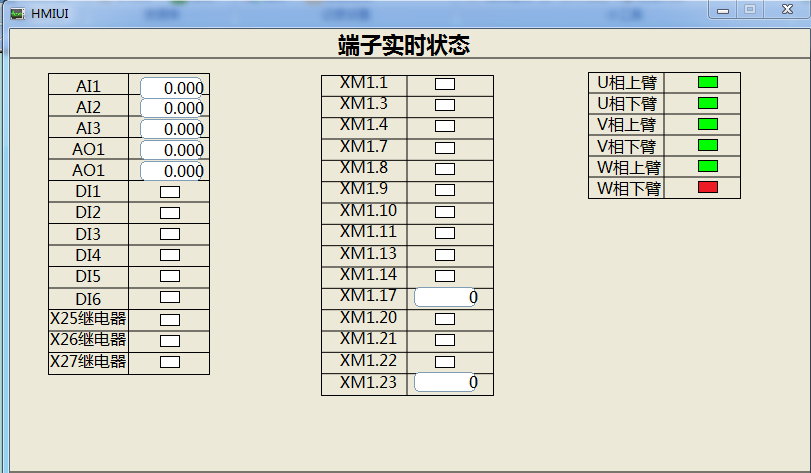 HMIUI
端子实时状态
AI1 0.000
AI2 0.000
AI3 0.000
AO1 0.000
AO1 0.000
DI1
DI2
DI3
DI4
DI5
DI6
X25继电器
X26继电器
X27继电器
XM1.1
XM1.3
XM1.4
XM1.7
XM1.8
XM1.9
XM1.10
XM1.11
XM1.13
XM1.14
XM1.17 0
XM1.20
XM1.21
XM1.22
XM1.23 0
U相上臂
U相下臂
V相上臂
V相下臂
W相上臂
W相下臂